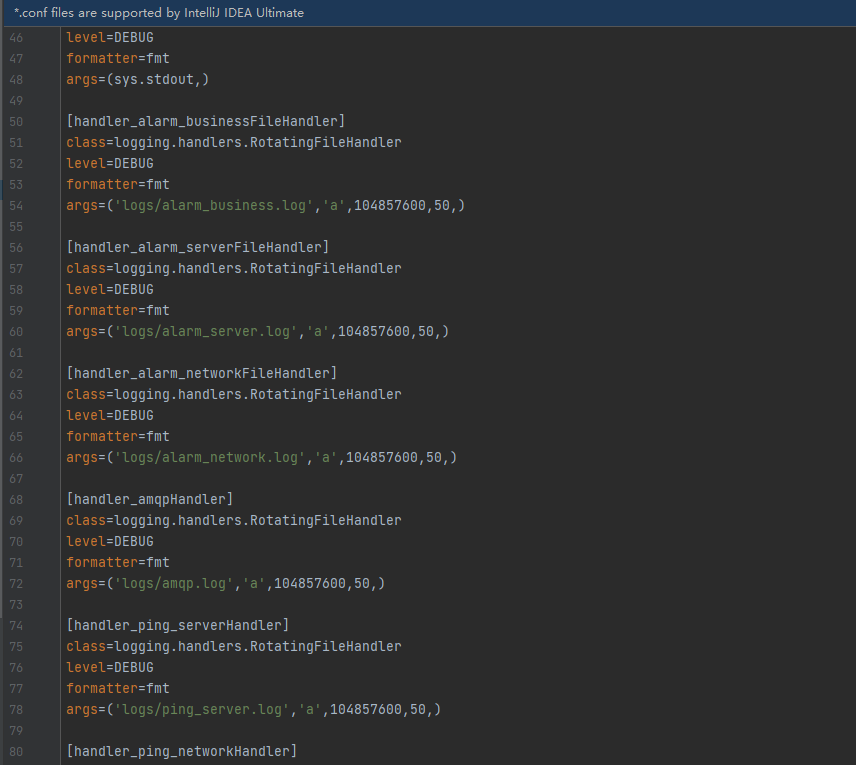 *.conf files are supported by IntelliJ IDEA Ultimate
46 level=DEBUG
47 formatter=fmt
48 args=(sys.stdout,)
49
50 [handler_alarm_businessFileHandler]
51 class=logging.handlers.RotatingFileHandler
52 level=DEBUG
53 formatter=fmt
54 args=('logs/alarm_business.log','a',104857600,50,)
55
56 [handler_alarm_serverFileHandler]
57 class=logging.handlers.RotatingFileHandler
58 level=DEBUG
59 formatter=fmt
60 args=('logs/alarm_server.log','a',104857600,50,)
61
62 [handler_alarm_networkFileHandler]
63 class=logging.handlers.RotatingFileHandler
64 level=DEBUG
65 formatter=fmt
66 args=('logs/alarm_network.log','a',104857600,50,)
67
68 [handler_amqpHandler]
69 class=logging.handlers.RotatingFileHandler
70 level=DEBUG
71 formatter=fmt
72 args=('logs/amqp.log','a',104857600,50,)
73
74 [handler_ping_serverHandler]
75 class=logging.handlers.RotatingFileHandler
76 level=DEBUG
77 formatter=fmt
78 args=('logs/ping_server.log','a',104857600,50,)
79
80 [handler_ping_networkHandler]